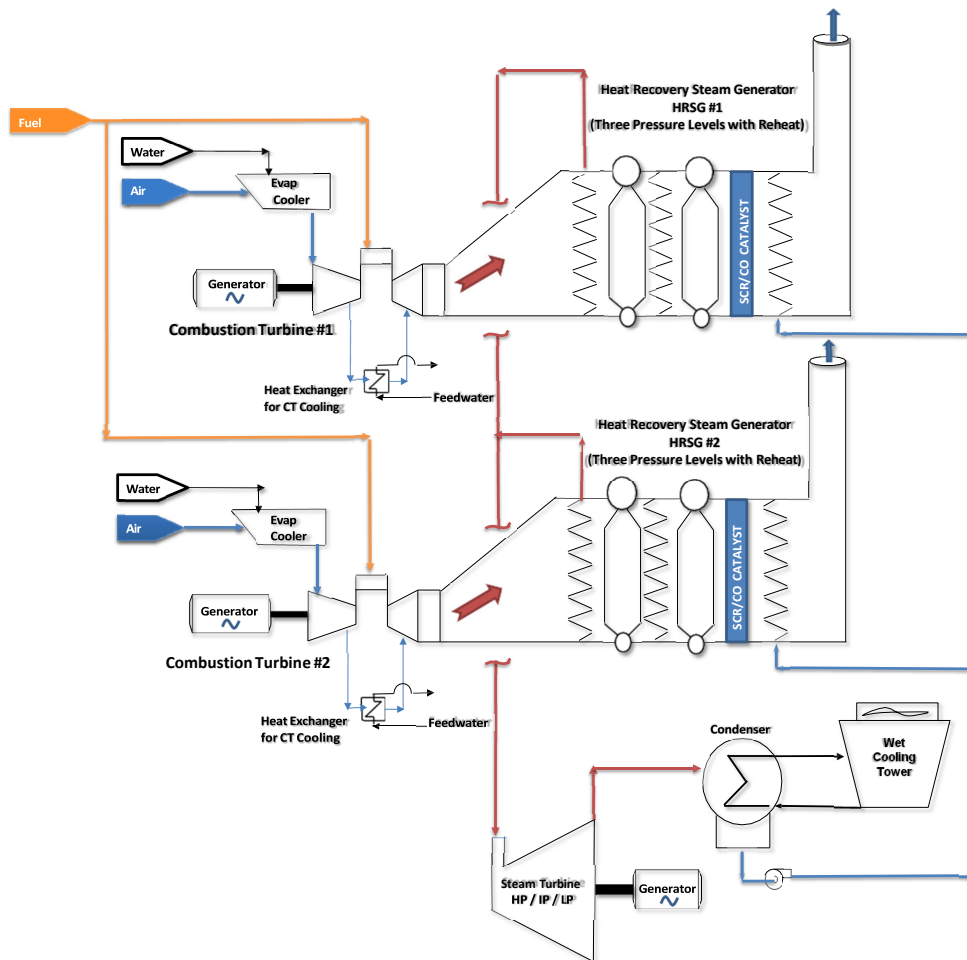 Heat Recovery Steam Generator
HRSG #1
(Three Pressure Levels with Reheat)
Fuel
Water
Air
Evap
Cooler
SCR/CO CATALYST
Generator
Combustion Turbine #1
Heat Exchanger
for CT Cooling
Feedwater
Heat Recovery Steam Generator
HRSG #2
(Three Pressure Levels with Reheat)
Water
Air
Evap
Cooler
SCR/CO CATALYST
Generator
Combustion Turbine #2
Heat Exchanger
for CT Cooling
Feedwater
Condenser
Wet
Cooling
Tower
Steam Turbine
HP / IP / LP
Generator